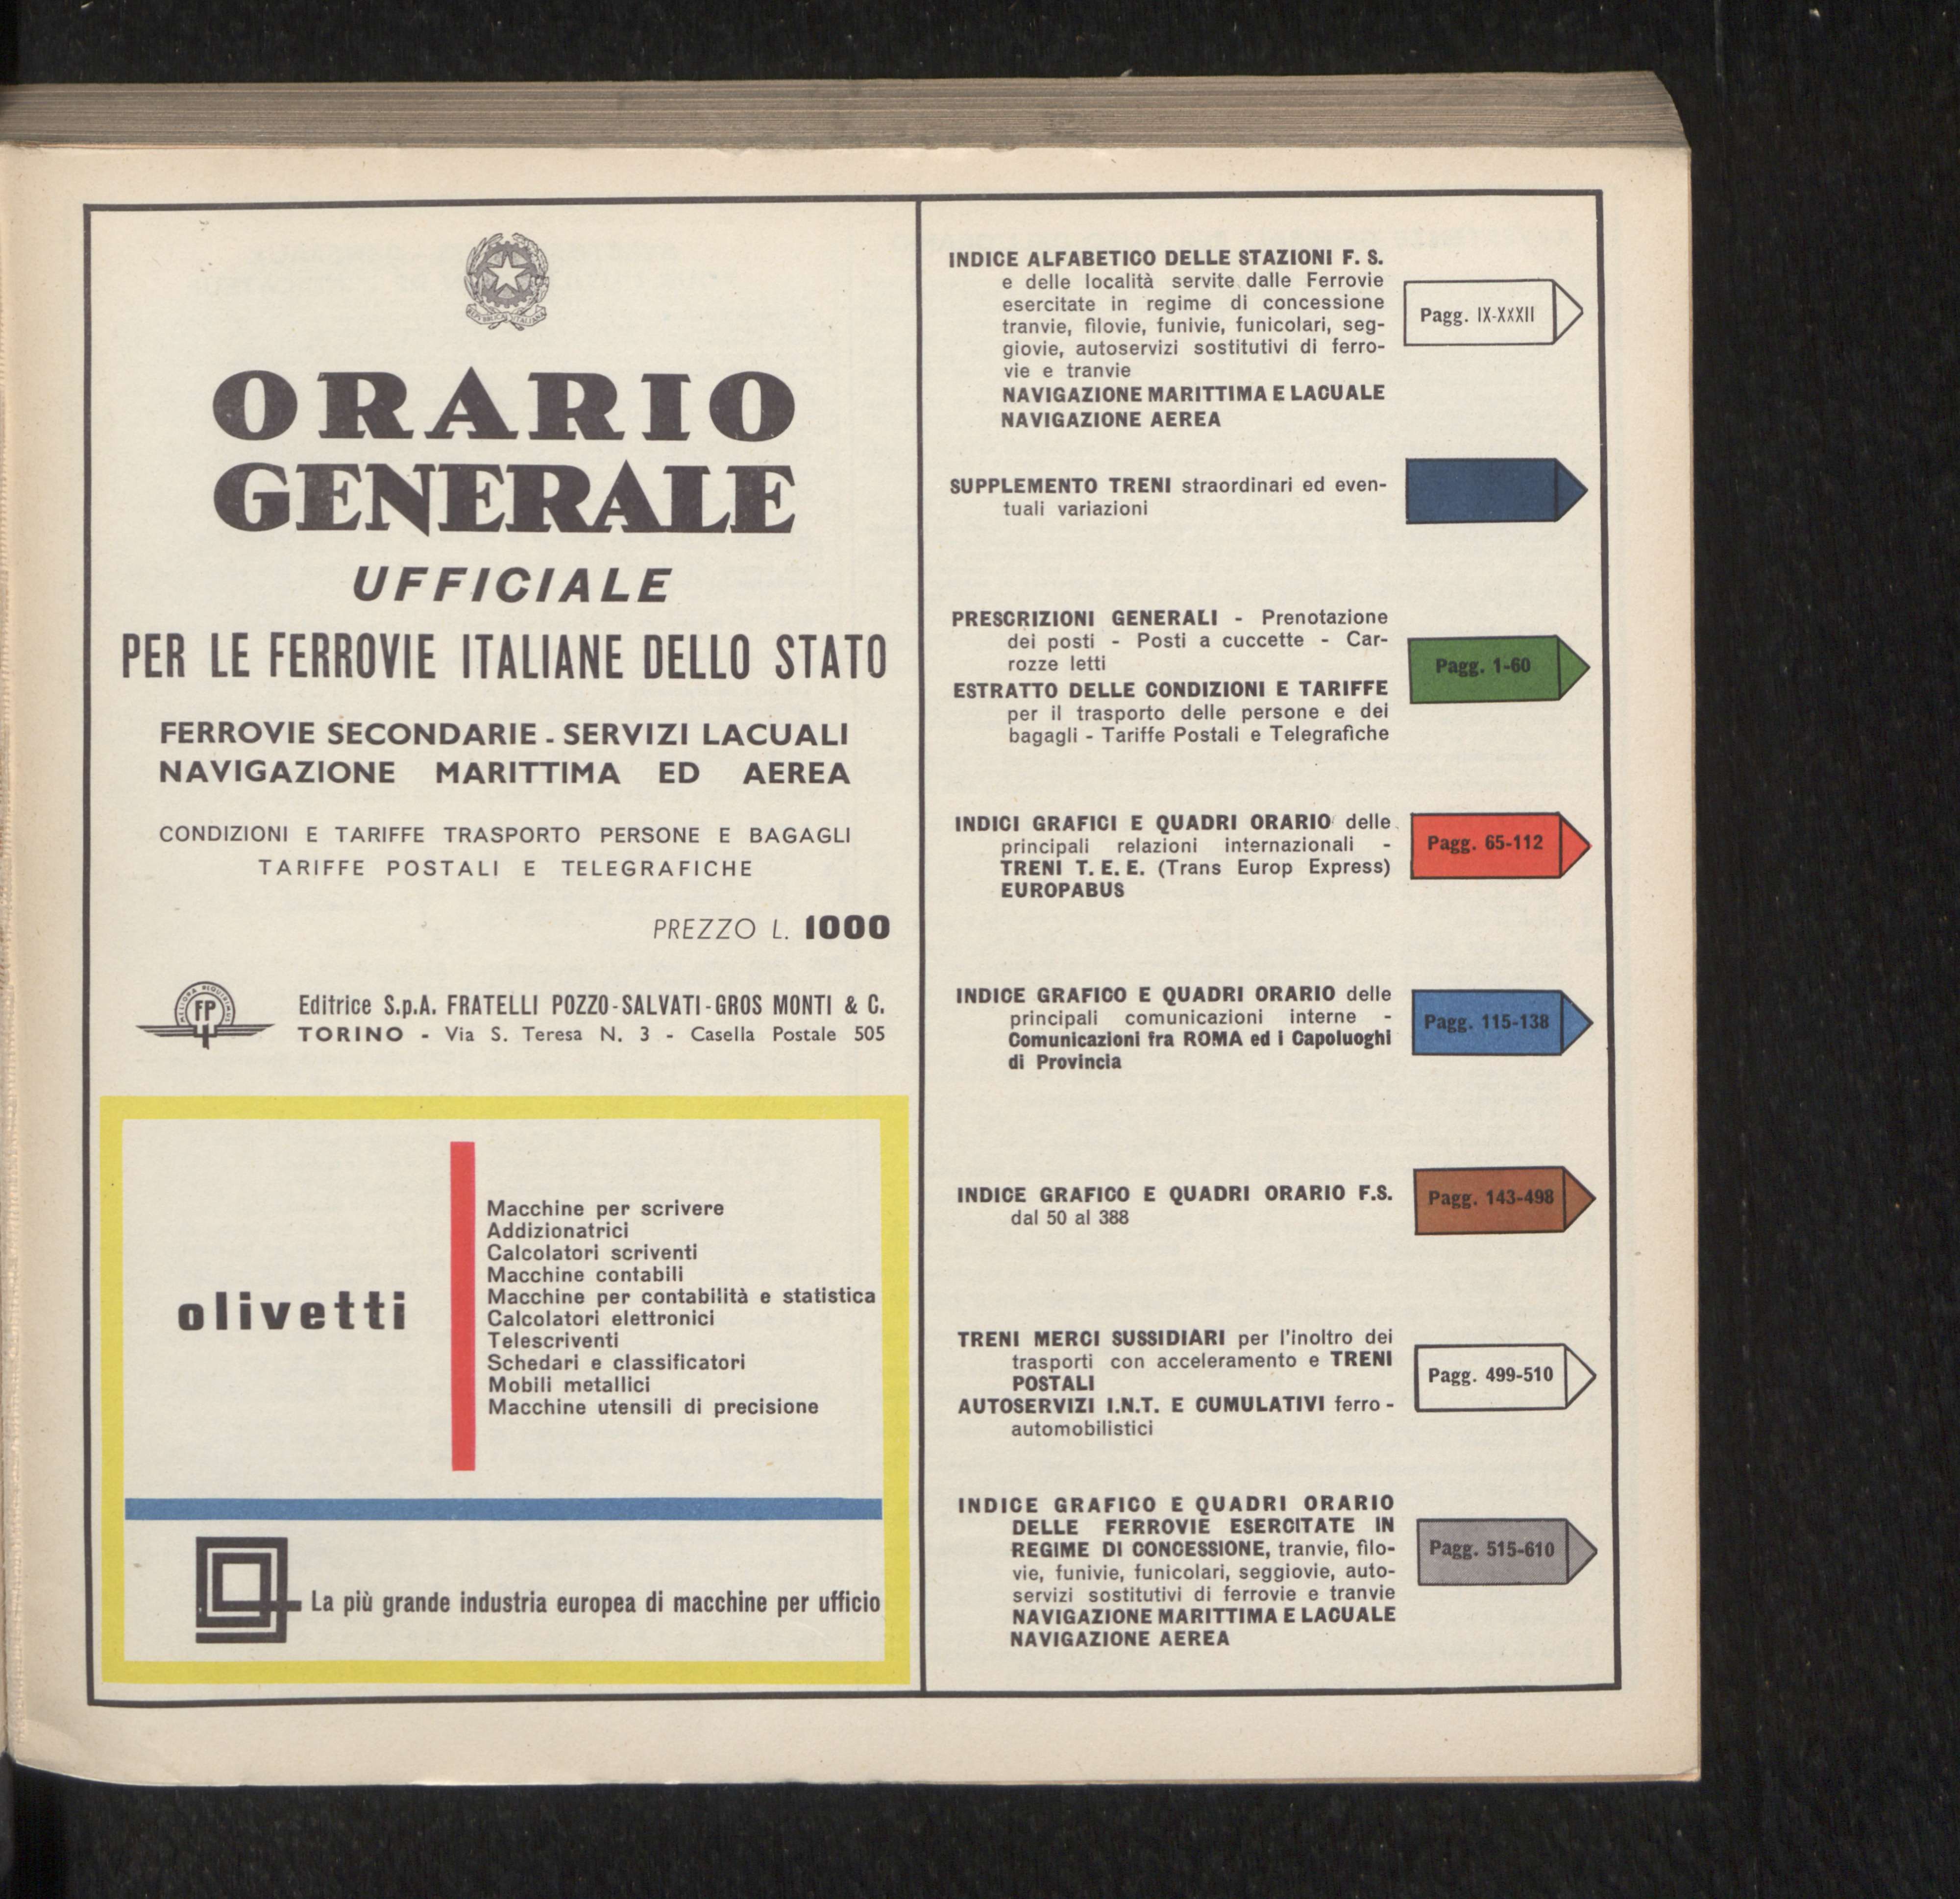 REPVBBLICA ITALIANA
ORARIO
GENERALE
UFFICIALE
PER LE FERROVIE ITALIANE DELLO STATO
FERROVIE SECONDARIE - SERVIZI LACUALI
NAVIGAZIONE MARITTIMA ED AEREA
CONDIZIONI E TARIFFE TRASPORTO PERSONE E BAGAGLI
TARIFFE POSTALI E TELEGRAFICHE
PREZZO L. 1000
FP
Editrice S.p.A. FRATELLI POZZO-SALVATI-GROS MONTI & C.
TORINO - Via S. Teresa N. 3 - Casella Postale 505
olivetti
Macchine per scrivere
Addizionatrici
Calcolatori scriventi
Macchine contabili
Macchine per contabilità e statistica
Calcolatori elettronici
Telescriventi
Schedari e classificatori
Mobili metallici
Macchine utensili di precisione
La più grande industria europea di macchine per ufficio
INDICE ALFABETICO DELLE STAZIONI F. S.
e delle località servite dalle Ferrovie
esercitate in regime di concessione
tranvie, filovie, funivie, funicolari, seg-
giovie, autoservizi sostitutivi di ferro-
vie e tranvie
NAVIGAZIONE MARITTIMA E LACUALE
NAVIGAZIONE AEREA
Pagg. IX-XXXII
SUPPLEMENTO TRENI straordinari ed even-
tuali variazioni
PRESCRIZIONI GENERALI - Prenotazione
dei posti - Posti a cuccette - Car-
rozze letti
ESTRATTO DELLE CONDIZIONI E TARIFFE
per il trasporto delle persone e dei
bagagli - Tariffe Postali e Telegrafiche
Pagg. 1-60
INDICI GRAFICI E QUADRI ORARIO delle
principali relazioni internazionali -
TRENI T. E. E. (Trans Europ Express)
EUROPABUS
Pagg. 65-112
INDICE GRAFICO E QUADRI ORARIO delle
principali comunicazioni interne -
Comunicazioni fra ROMA ed i Capoluoghi
di Provincia
Pagg. 115-138
INDICE GRAFICO E QUADRI ORARIO F.S.
dal 50 al 388
Pagg. 143-498
TRENI MERCI SUSSIDIARI per l'inoltro dei
trasporti con acceleramento e TRENI
POSTALI
AUTOSERVIZI I.N.T. E CUMULATIVI ferro-
automobilistici
Pagg. 499-510
INDICE GRAFICO E QUADRI ORARIO
DELLE FERROVIE ESERCITATE IN
REGIME DI CONCESSIONE, tranvie, filo-
vie, funivie, funicolari, seggiovie, auto-
servizi sostitutivi di ferrovie e tranvie
NAVIGAZIONE MARITTIMA E LACUALE
NAVIGAZIONE AEREA
Pagg. 515-610